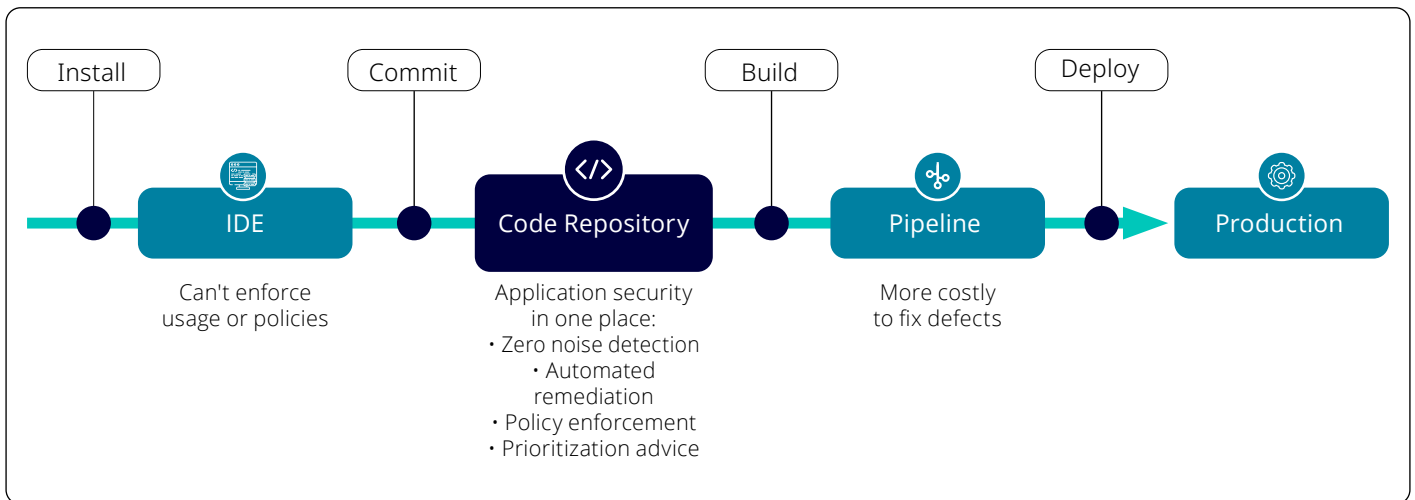 Install
Commit
Build
Deploy
</>
IDE
Code Repository
Pipeline
Production
Can't enforce
usage or policies
Application security
in one place:
• Zero noise detection
• Automated
remediation
• Policy enforcement
• Prioritization advice
More costly
to fix defects